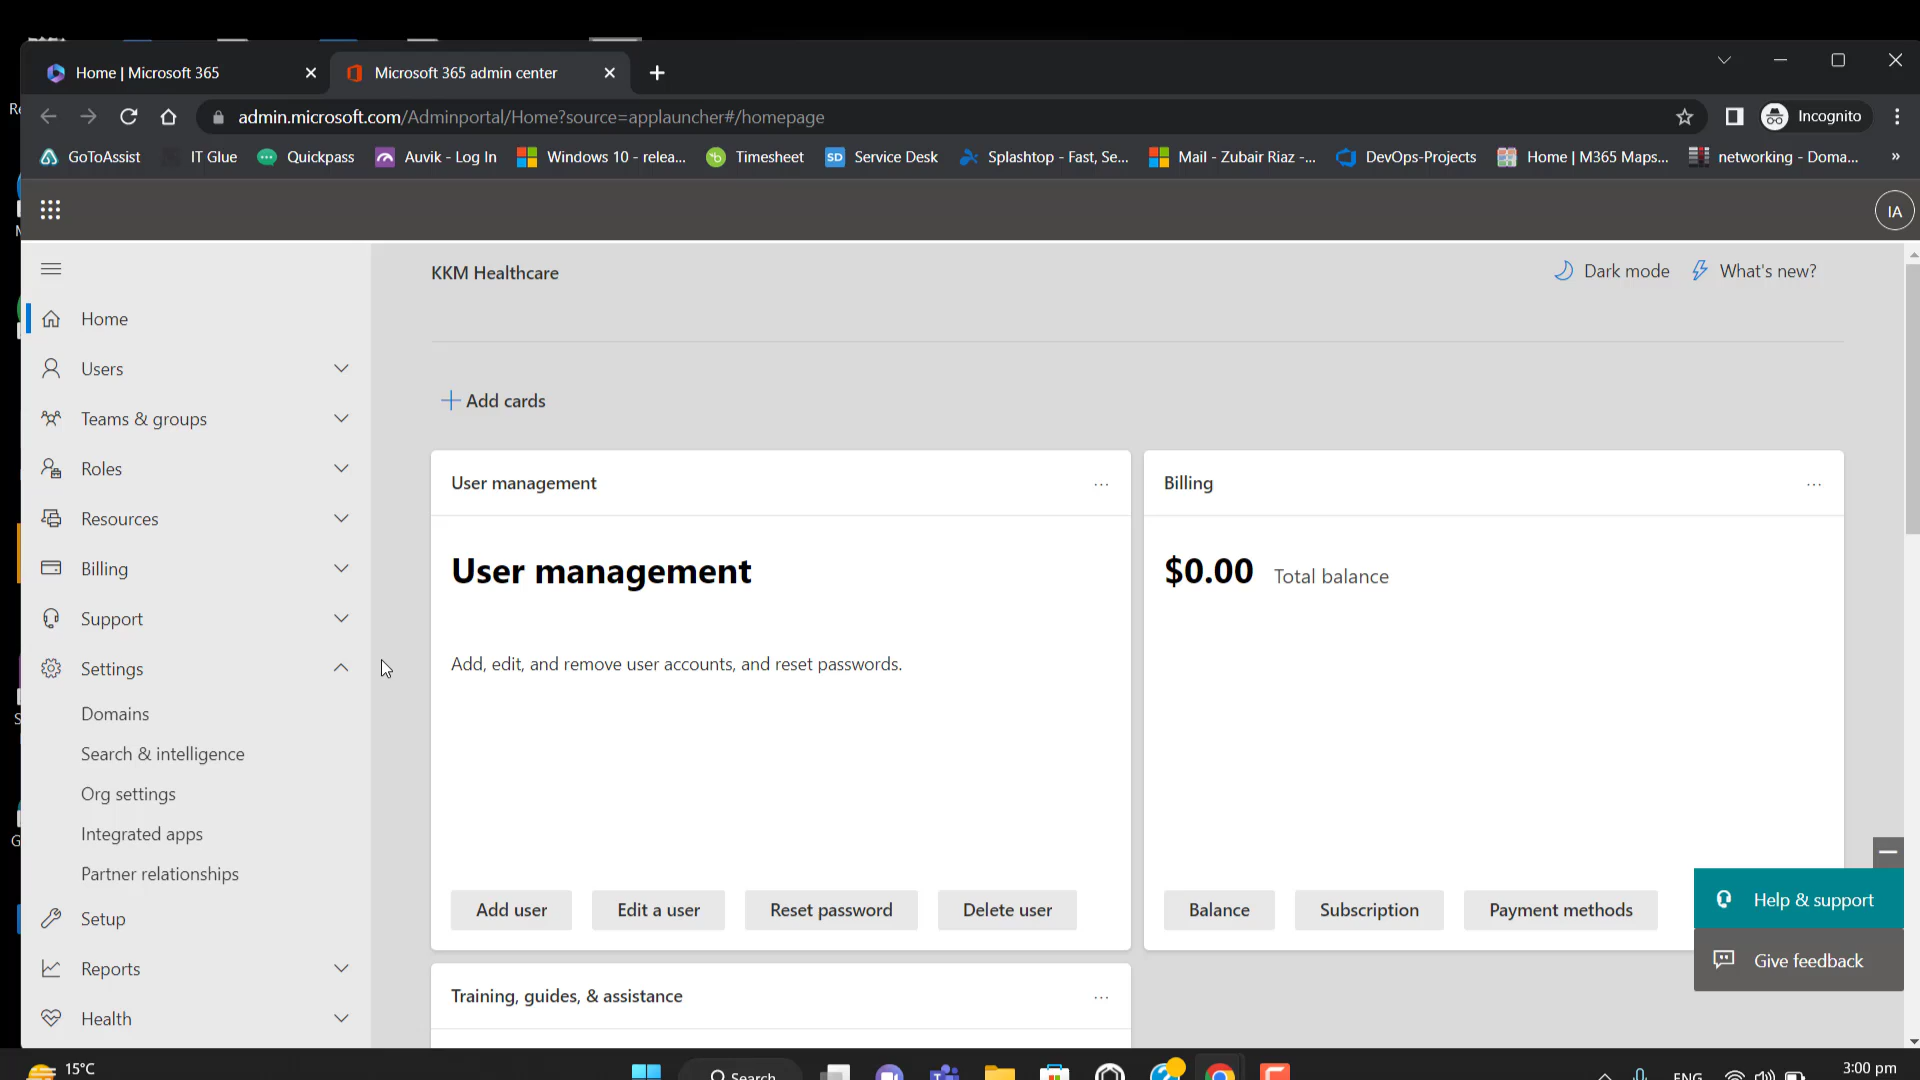 Home | Microsoft 365
Microsoft 365 admin center
admin.microsoft.com/Adminportal/Home?source=applauncher#/homepage
Incognito
GoToAssist
IT Glue
Quickpass
Auvik - Log In
Windows 10 - relea...
Timesheet
SD Service Desk
Splashtop - Fast, Se...
Mail - Zubair Riaz -...
DevOps-Projects
Home | M365 Maps...
networking - Doma...
»
IA
KKM Healthcare
Dark mode
What's new?
Home
Users
Teams & groups
Roles
Resources
Billing
Support
Settings
Domains
Search & intelligence
Org settings
Integrated apps
Partner relationships
Setup
Reports
Health
Add cards
User management
User management
Add, edit, and remove user accounts, and reset passwords.
Add user
Edit a user
Reset password
Delete user
Billing
$0.00 Total balance
Balance
Subscription
Payment methods
Training, guides, & assistance
Help & support
Give feedback
15°C
Search
ENG
3:00 pm